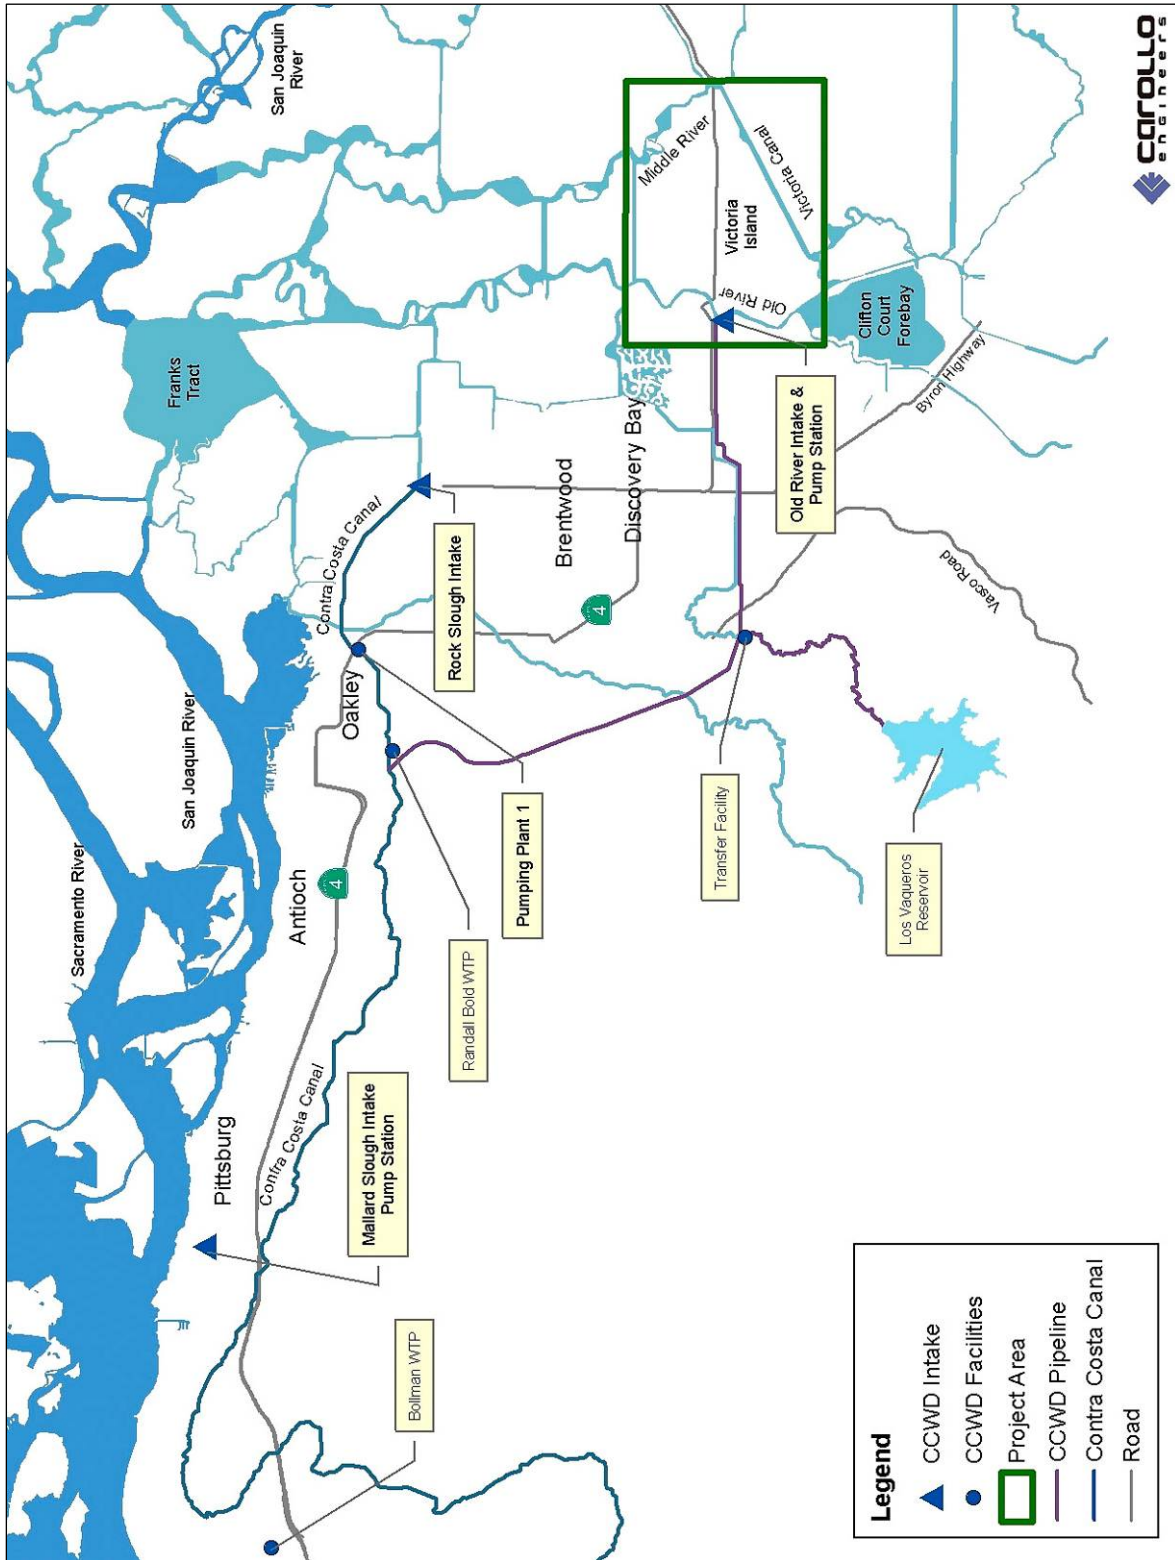 Sacramento River
San Joaquin
River
San Joaquin River
Franks
Tract
Pittsburg
Antioch
4
Oakley
Contra Costa Canal
Contra Costa Canal
Mallard Slough Intake
Pump Station
Bollman WTP
Randall Bold WTP
Pumping Plant 1
Rock Slough Intake
Brentwood
4
Discovery Bay
Middle River
Victoria
Island
Old River
Victoria Canal
Transfer Facility
Old River Intake &
Pump Station
Clifton
Court
Forebay
Byron Highway
Los Vaqueros
Reservoir
Vasco Road
Legend
CCWD Intake
CCWD Facilities
Project Area
CCWD Pipeline
Contra Costa Canal
Road
carollo
engineers